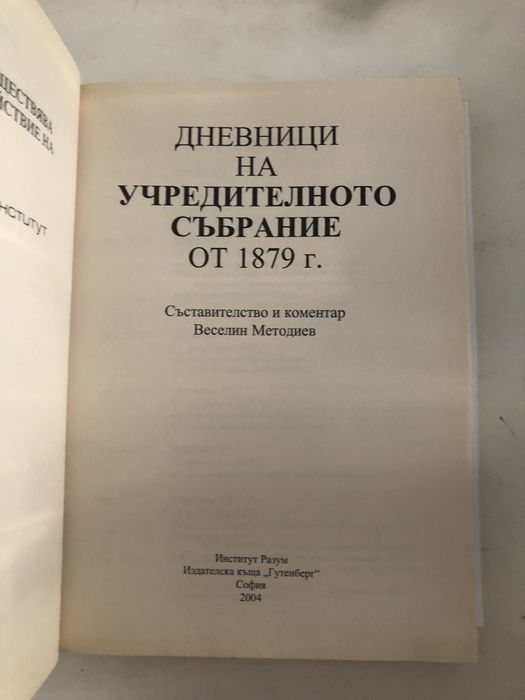 ДНЕВНИЦИ
НА
УЧРЕДИТЕЛНОТО
СЪБРАНИЕ
ОТ 1879 г.
Съставителство и коментар
Веселин Методиев
Институт Разум
Издателска къща „Гутенберг“
София
2004